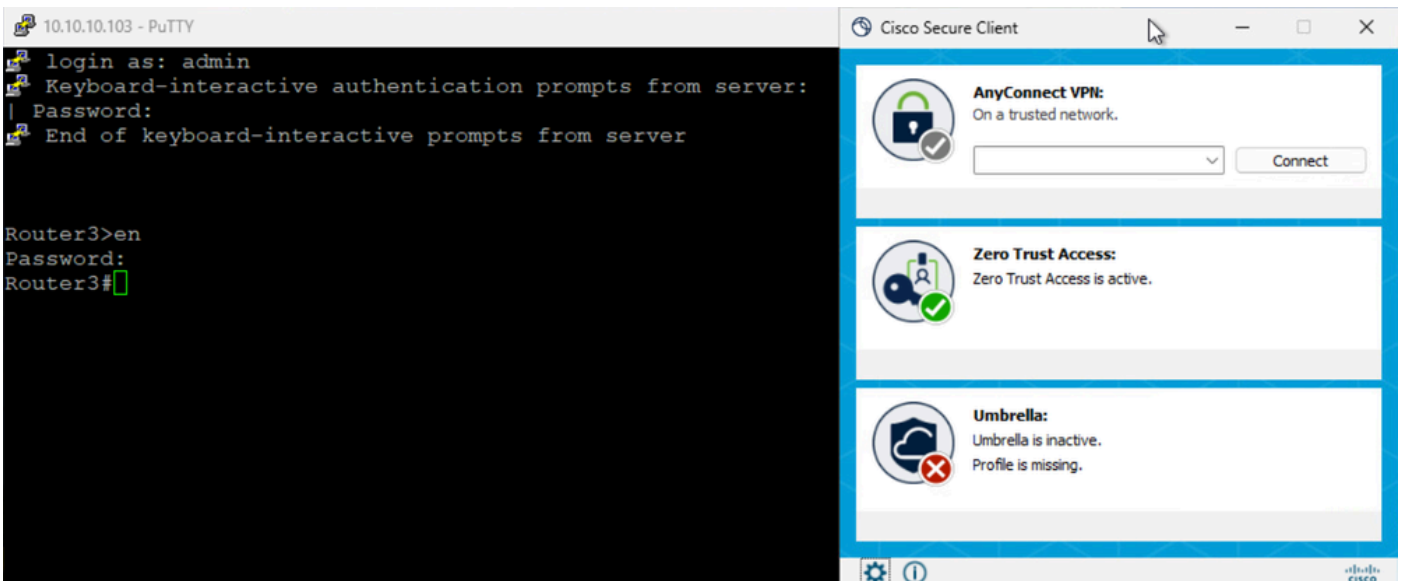 10.10.10.103 - PuTTY
login as: admin
Keyboard-interactive authentication prompts from server:
| Password:
End of keyboard-interactive prompts from server
Router3>en
Password:
Router3#
Cisco Secure Client
AnyConnect VPN:
On a trusted network.
Connect
Zero Trust Access:
Zero Trust Access is active.
Umbrella:
Umbrella is inactive.
Profile is missing.
CISCO